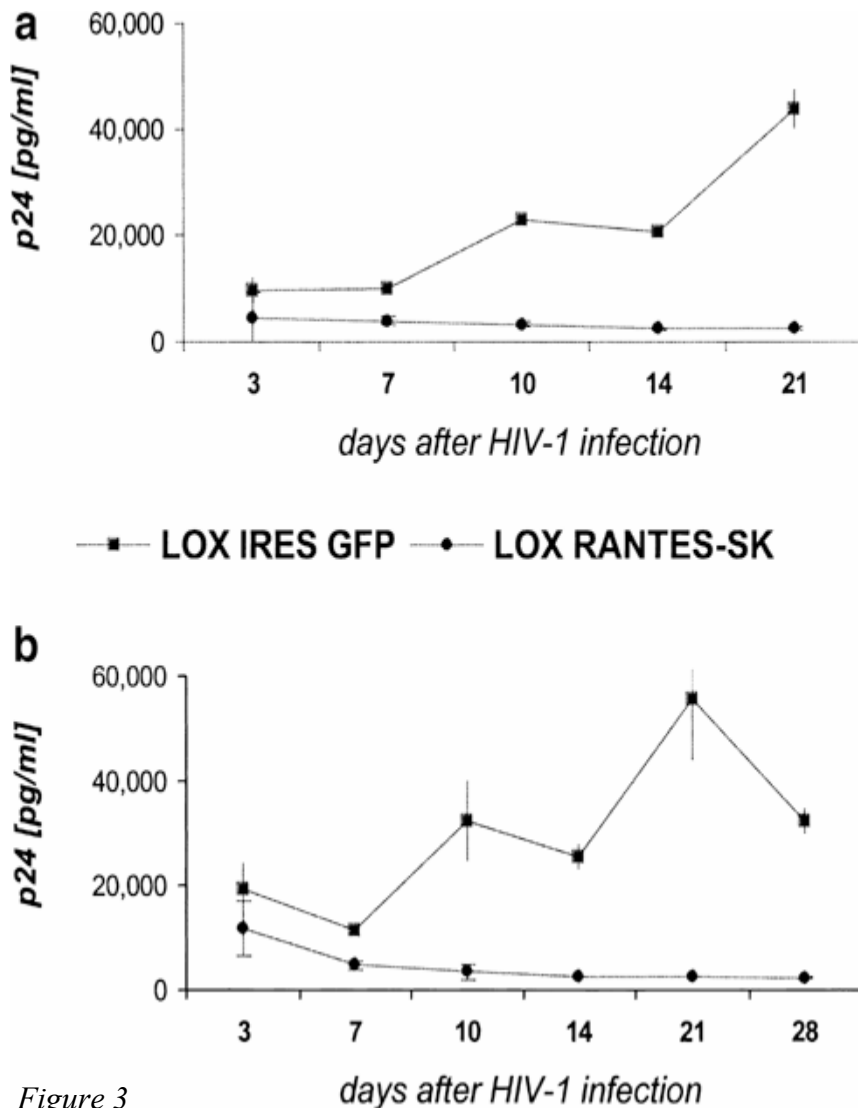 a
p24 [pg/ml]
60,000
40,000
20,000
0
3 7 10 14 21
days after HIV-1 infection
LOX IRES GFP LOX RANTES-SK
b
p24 [pg/ml]
60,000
40,000
20,000
0
3 7 10 14 21 28
Figure 3 days after HIV-1 infection